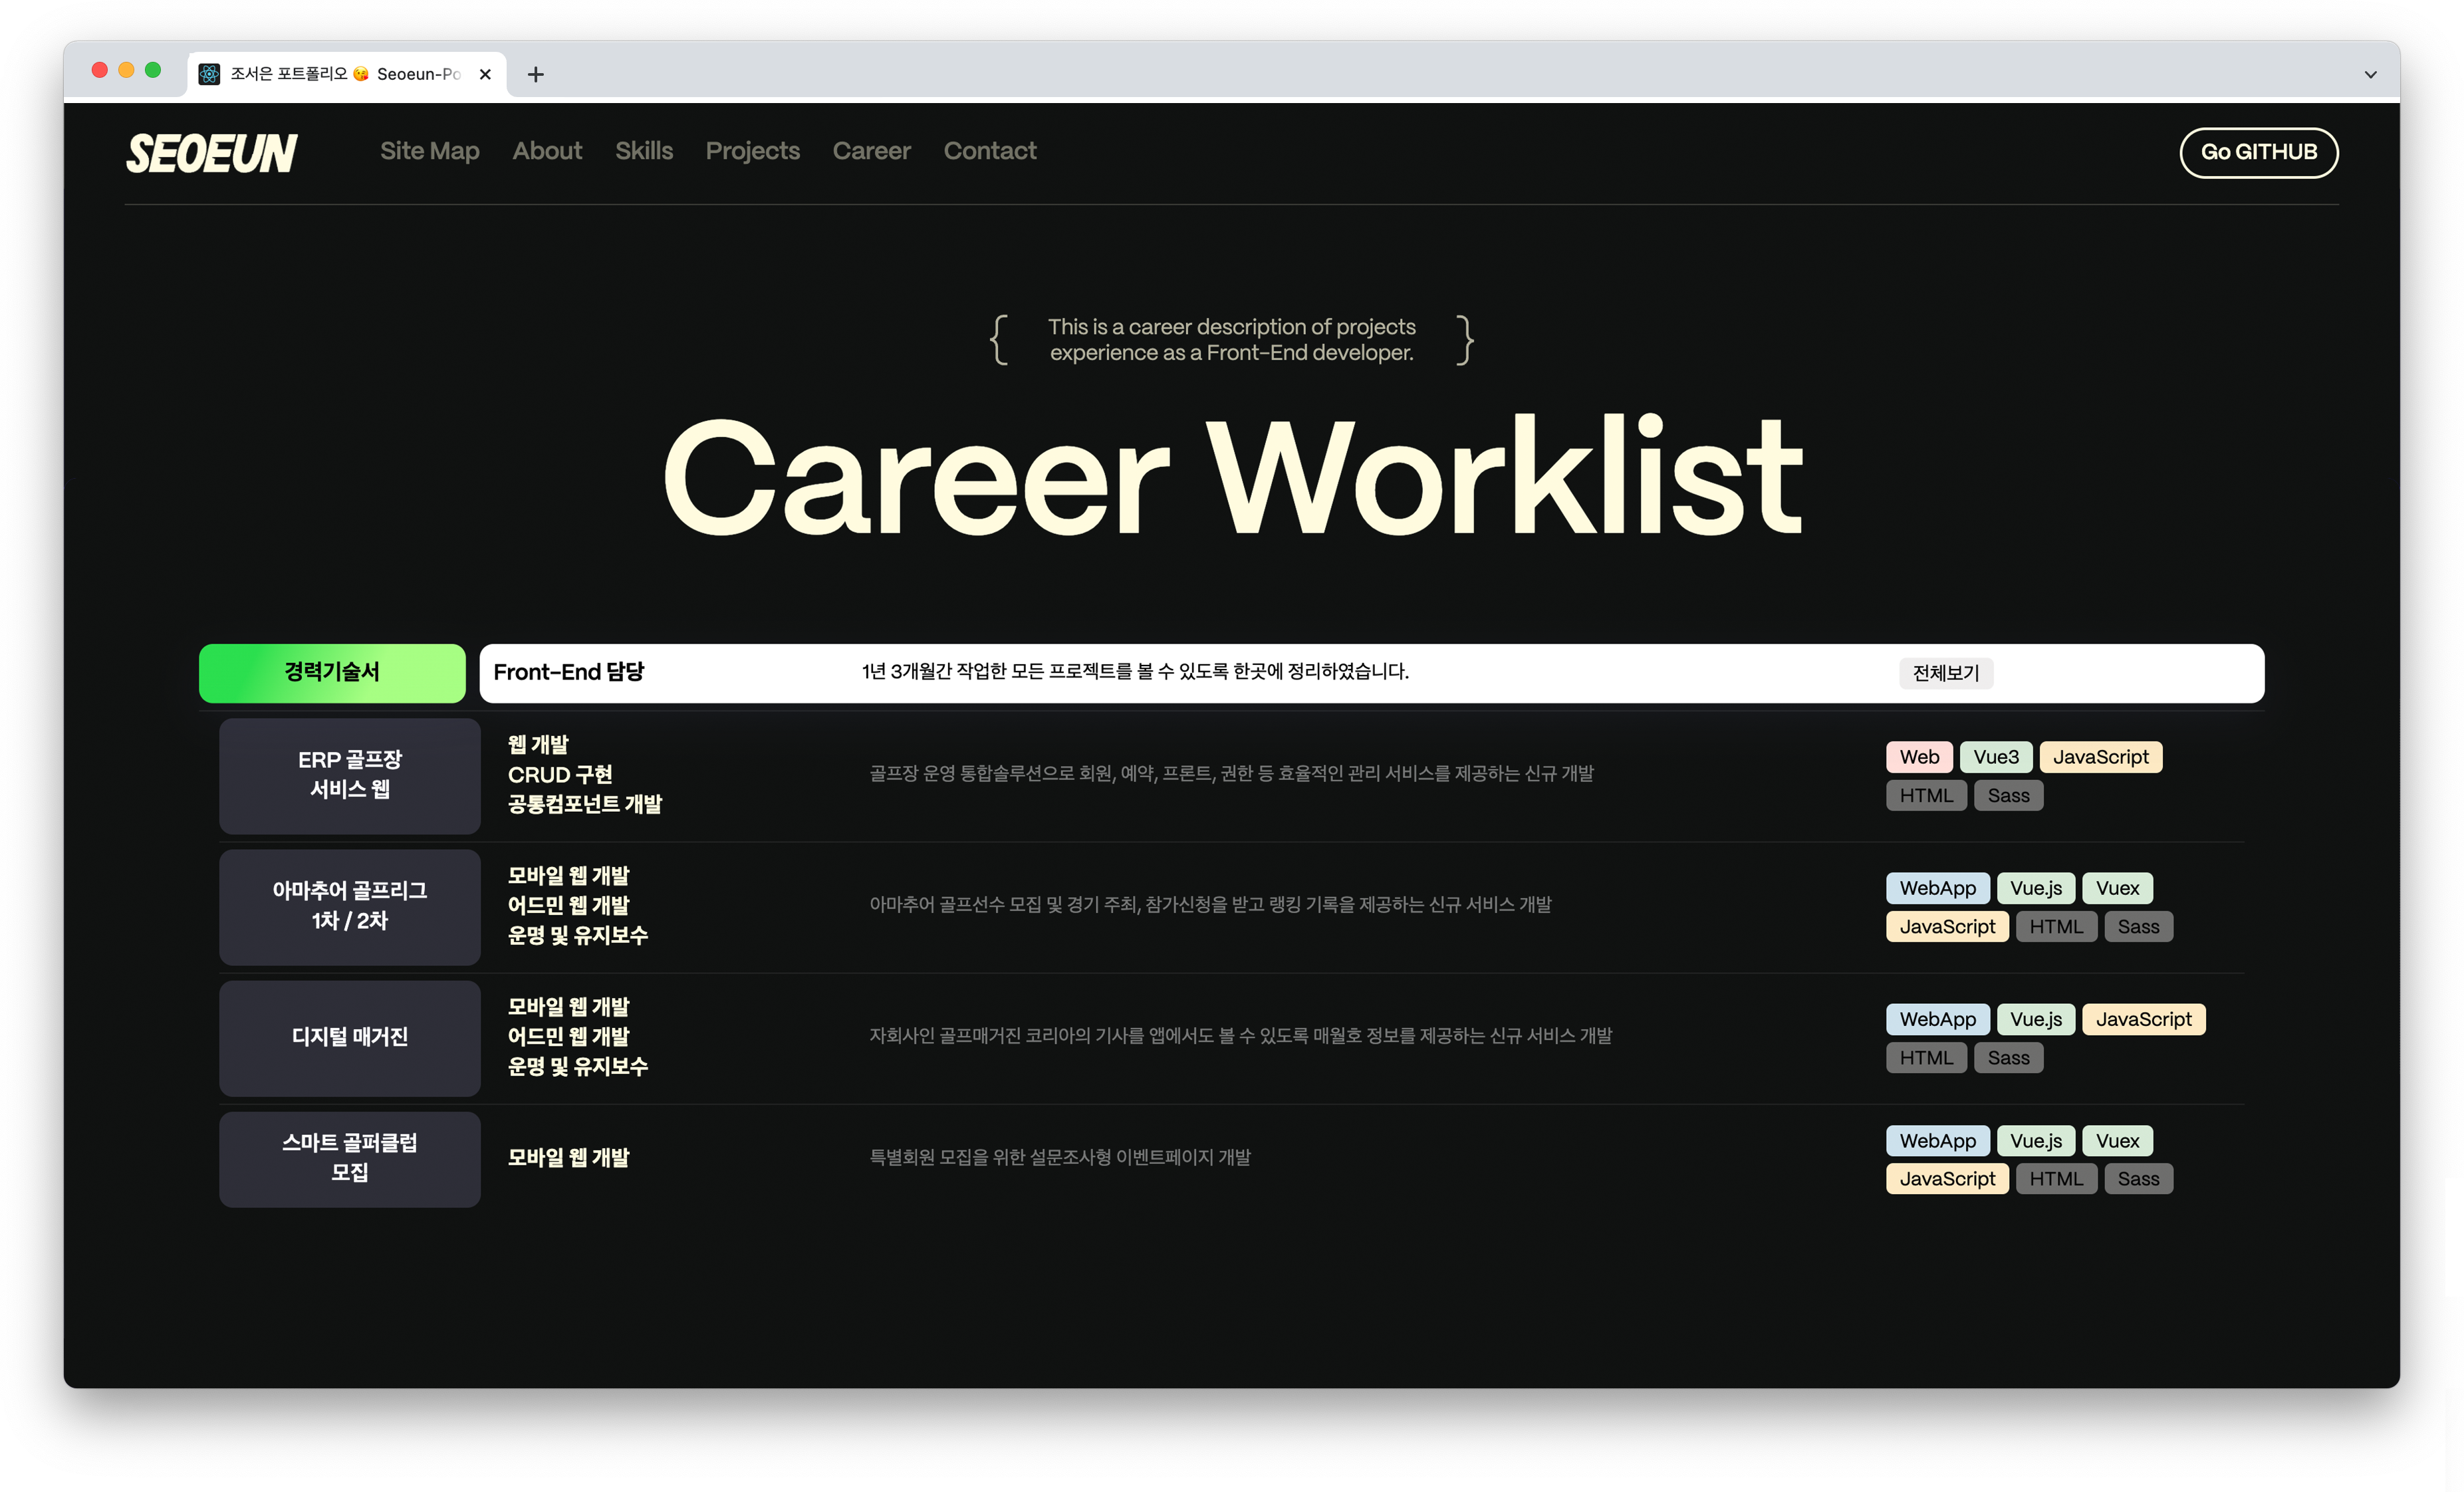 조서은 포트폴리오 😘 Seoeun-Po
SEOEUN
Site Map About Skills Projects Career Contact
Go GITHUB
{ This is a career description of projects
experience as a Front-End developer. }
Career Worklist
경력기술서 Front-End 담당 1년 3개월간 작업한 모든 프로젝트를 볼 수 있도록 한곳에 정리하였습니다. 전체보기
ERP 골프장
서비스 웹
웹 개발
CRUD 구현
공통컴포넌트 개발
골프장 운영 통합솔루션으로 회원, 예약, 프론트, 권한 등 효율적인 관리 서비스를 제공하는 신규 개발
Web Vue3 JavaScript
HTML Sass
아마추어 골프리그
1차 / 2차
모바일 웹 개발
어드민 웹 개발
운명 및 유지보수
아마추어 골프선수 모집 및 경기 주최, 참가신청을 받고 랭킹 기록을 제공하는 신규 서비스 개발
WebApp Vue.js Vuex
JavaScript HTML Sass
디지털 매거진
모바일 웹 개발
어드민 웹 개발
운명 및 유지보수
자회사인 골프매거진 코리아의 기사를 앱에서도 볼 수 있도록 매월호 정보를 제공하는 신규 서비스 개발
WebApp Vue.js JavaScript
HTML Sass
스마트 골퍼클럽
모집
모바일 웹 개발
특별회원 모집을 위한 설문조사형 이벤트페이지 개발
WebApp Vue.js Vuex
JavaScript HTML Sass